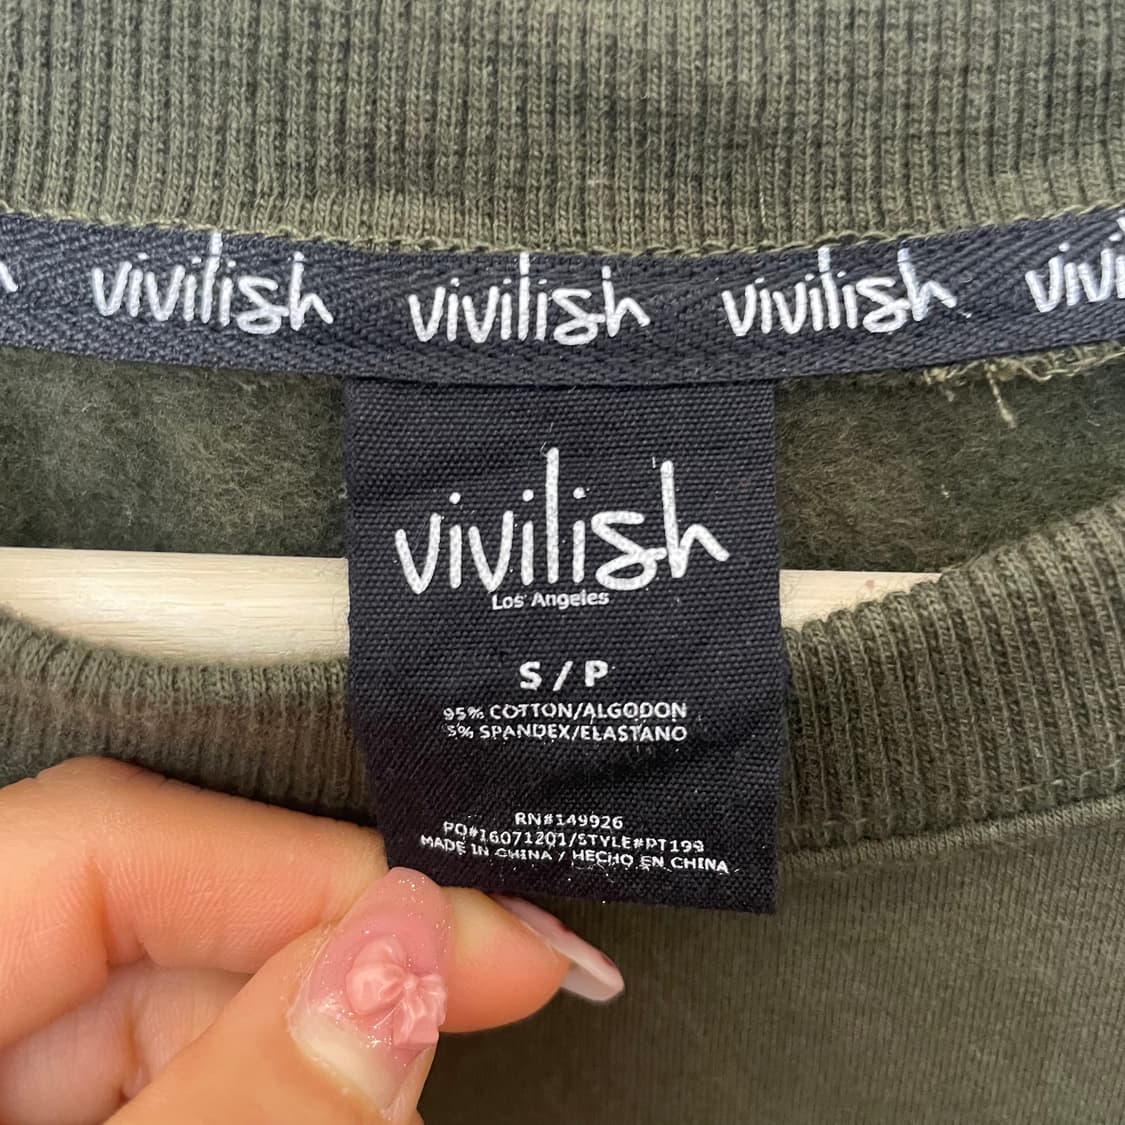 vivilish vivilish vivilish vivi
vivilish
Los Angeles
S / P
95% COTTON/ALGODON
5% SPANDEX/ELASTANO
RN#149926
PO#16071201/STYLE#PT199
MADE IN CHINA / HECHO EN CHINA